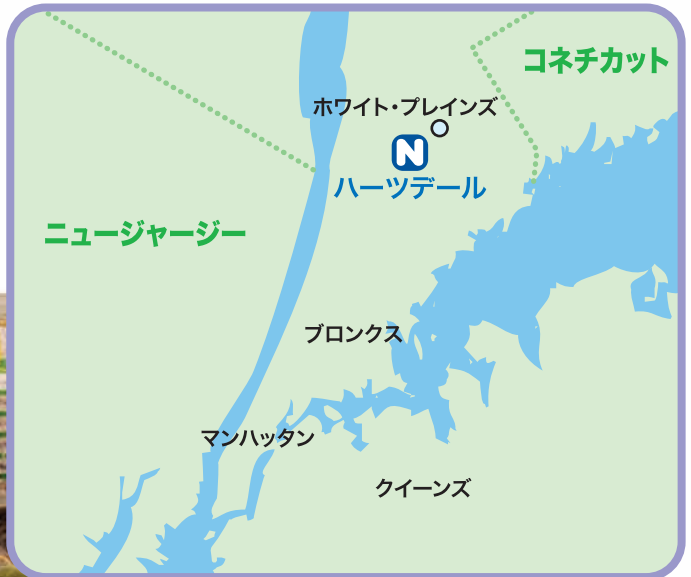 コネチカット
ホワイト・プレインズ
N
ハーツデール
ニュージャージー
ブロンクス
マンハッタン
クイーンズ